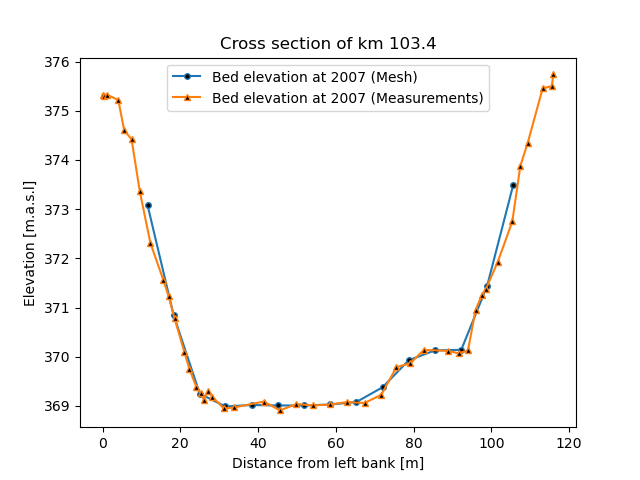 Cross section of km 103.4
Bed elevation at 2007 (Mesh)
Bed elevation at 2007 (Measurements)
Elevation [m.a.s.l]
376
375
374
373
372
371
370
369
0 20 40 60 80 100 120
Distance from left bank [m]